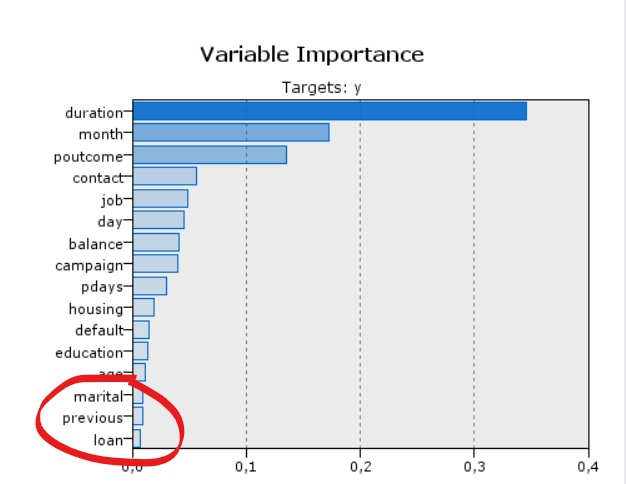 Variable Importance
Targets: y
duration
month
poutcome
contact
job
day
balance
campaign
pdays
housing
default
education
age
marital
previous
loan
0,0 0,1 0,2 0,3 0,4